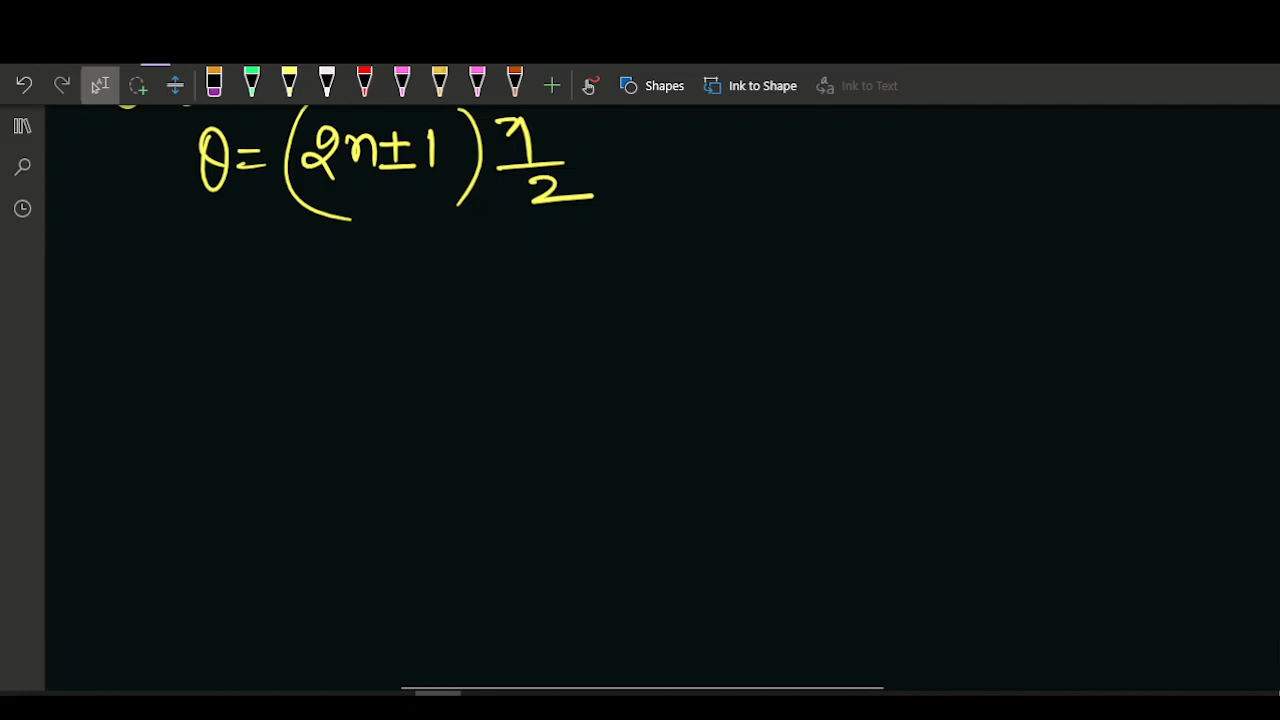 Shapes Ink to Shape Ink to Text
θ = (2n ± 1) π/2